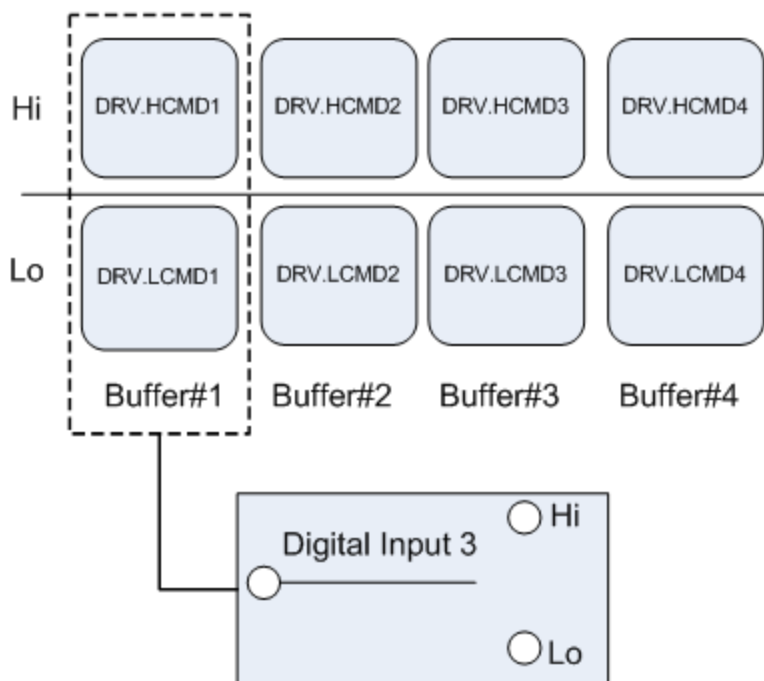 Hi
DRV.HCMD1 DRV.HCMD2 DRV.HCMD3 DRV.HCMD4
Lo
DRV.LCMD1 DRV.LCMD2 DRV.LCMD3 DRV.LCMD4
Buffer#1 Buffer#2 Buffer#3 Buffer#4
Digital Input 3
Hi
Lo